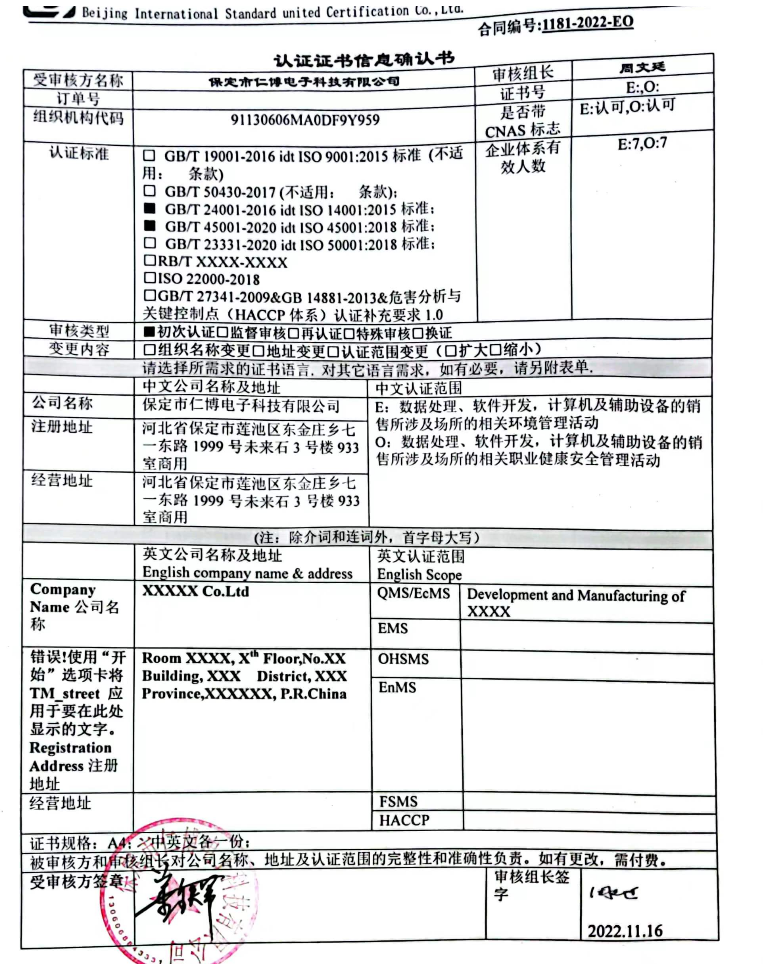 Beijing International Standard united Certification Co.,Ltd.
合同编号:1181-2022-EO
认证证书信息确认书
受审核方名称 保定市仁博电子科技有限公司 审核组长 周文廷
订单号 证书号 E:,O:
组织机构代码 91130606MA0DF9Y959 是否带 E:认可,O:认可
CNAS 标志
认证标准 □ GB/T 19001-2016 idt ISO 9001:2015 标准 (不适 企业体系有 E:7,O:7
用: 条款) 效人数
□ GB/T 50430-2017 (不适用: 条款);
■ GB/T 24001-2016 idt ISO 14001:2015 标准;
■ GB/T 45001-2020 idt ISO 45001:2018 标准;
□ GB/T 23331-2020 idt ISO 50001:2018 标准;
□RB/T XXXX-XXXX
□ISO 22000-2018
□GB/T 27341-2009&GB 14881-2013&危害分析与
关键控制点（HACCP 体系）认证补充要求 1.0
审核类型 ■初次认证□监督审核□再认证□特殊审核□换证
变更内容 □组织名称变更□地址变更□认证范围变更（□扩大□缩小）
请选择所需求的证书语言. 对其它语言需求，如有必要，请另附表单.
中文公司名称及地址 中文认证范围
公司名称 保定市仁博电子科技有限公司 E：数据处理、软件开发，计算机及辅助设备的销
售所涉及场所的相关环境管理活动
注册地址 河北省保定市莲池区东金庄乡七 O：数据处理、软件开发，计算机及辅助设备的销
一东路 1999 号未来石 3 号楼 933 售所涉及场所的相关职业健康安全管理活动
室商用
经营地址 河北省保定市莲池区东金庄乡七
一东路 1999 号未来石 3 号楼 933
室商用
(注：除介词和连词外，首字母大写）
英文公司名称及地址 英文认证范围
English company name & address English Scope
Company XXXXX Co.Ltd QMS/EcMS Development and Manufacturing of
Name 公司名 XXXX
称 EMS
错误!使用“开 Room XXXX, Xth Floor,No.XX OHSMS
始”选项卡将 Building, XXX District, XXX
TM_street 应 Province,XXXXXX, P.R.China EnMS
用于要在此处
显示的文字。
Registration
Address 注册
地址
经营地址 FSMS
HACCP
证书规格：A4; 中英文各一份;
被审核方和审核组长对公司名称、地址及认证范围的完整性和准确性负责。如有更改，需付费。
受审核方签章 审核组长签
字
2022.11.16